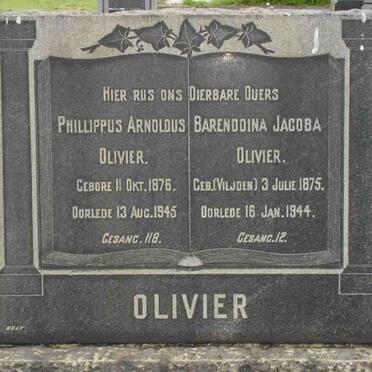 Hier rus ons Dierbare Ouers
Phillippus Arnoldus
Olivier.
Gebore 11 Okt. 1876.
Oorlede 13 Aug. 1945
Gesang. 118.
Barendoina Jacoba
Olivier.
Geb. (Viljoen) 3 Julie 1875.
Oorlede 16 Jan. 1944.
Gesang. 12.
OLIVIER